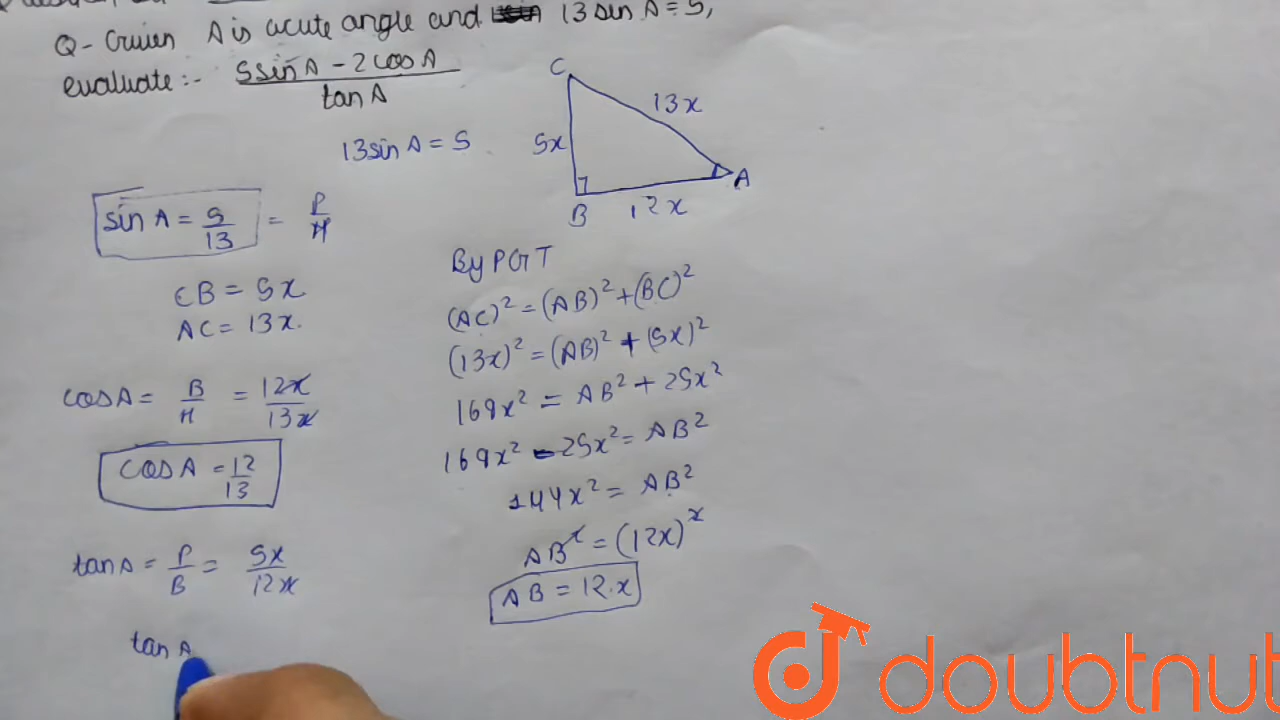 Q- Given A is acute angle and 13 sin A = 5,
evaluate :- 5sin A - 2 cos A
tan A
13 sin A = 5
C
13x
5x
A
B
12x
sin A = 5/13 = P/H
CB = 5x
AC = 13x.
cos A = B/H = 12x/13x
cos A = 12/13
tan A = P/B = 5x/12x
tan A
By PGT
(AC)² = (AB)² + (BC)²
(13x)² = (AB)² + (5x)²
169x² = AB² + 25x²
169x² - 25x² = AB²
144x² = AB²
AB² = (12x)²
AB = 12x
doubtnut